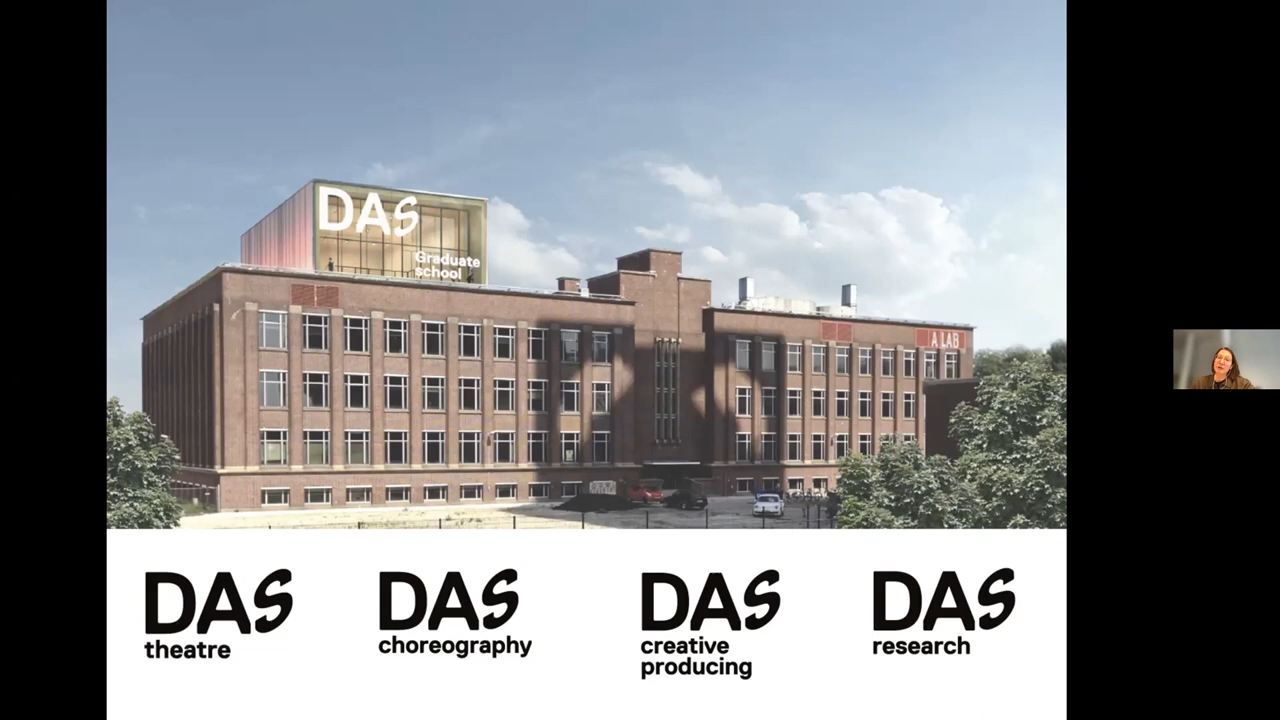 DAS
Graduate
school
A LAB
DAS
theatre
DAS
choreography
DAS
creative
producing
DAS
research